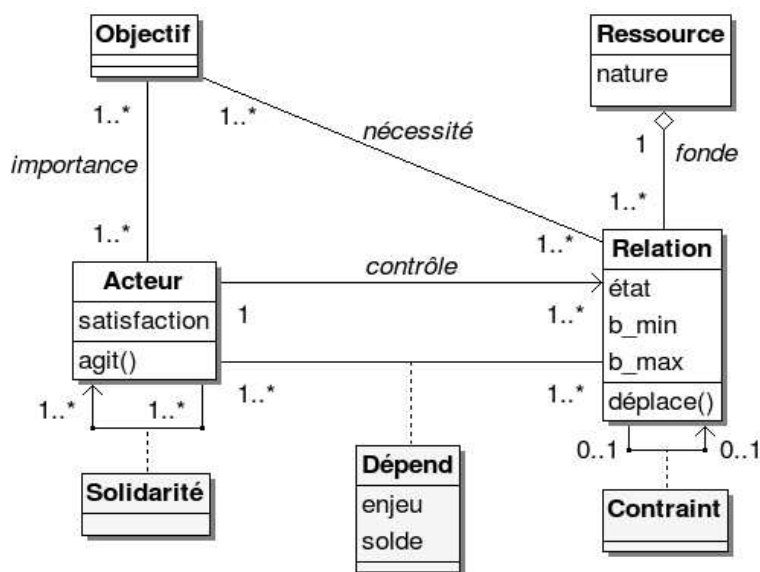 Objectif
Ressource
nature
1..*
1..*
nécessité
1
fonde
importance
1..*
1..*
1..*
Relation
Acteur
contrôle
état
satisfaction
1
1..*
b_min
agit()
b_max
1..*
1..*
1..*
1..*
déplace()
0..1
0..1
Dépend
Solidarité
enjeu
Contraint
solde